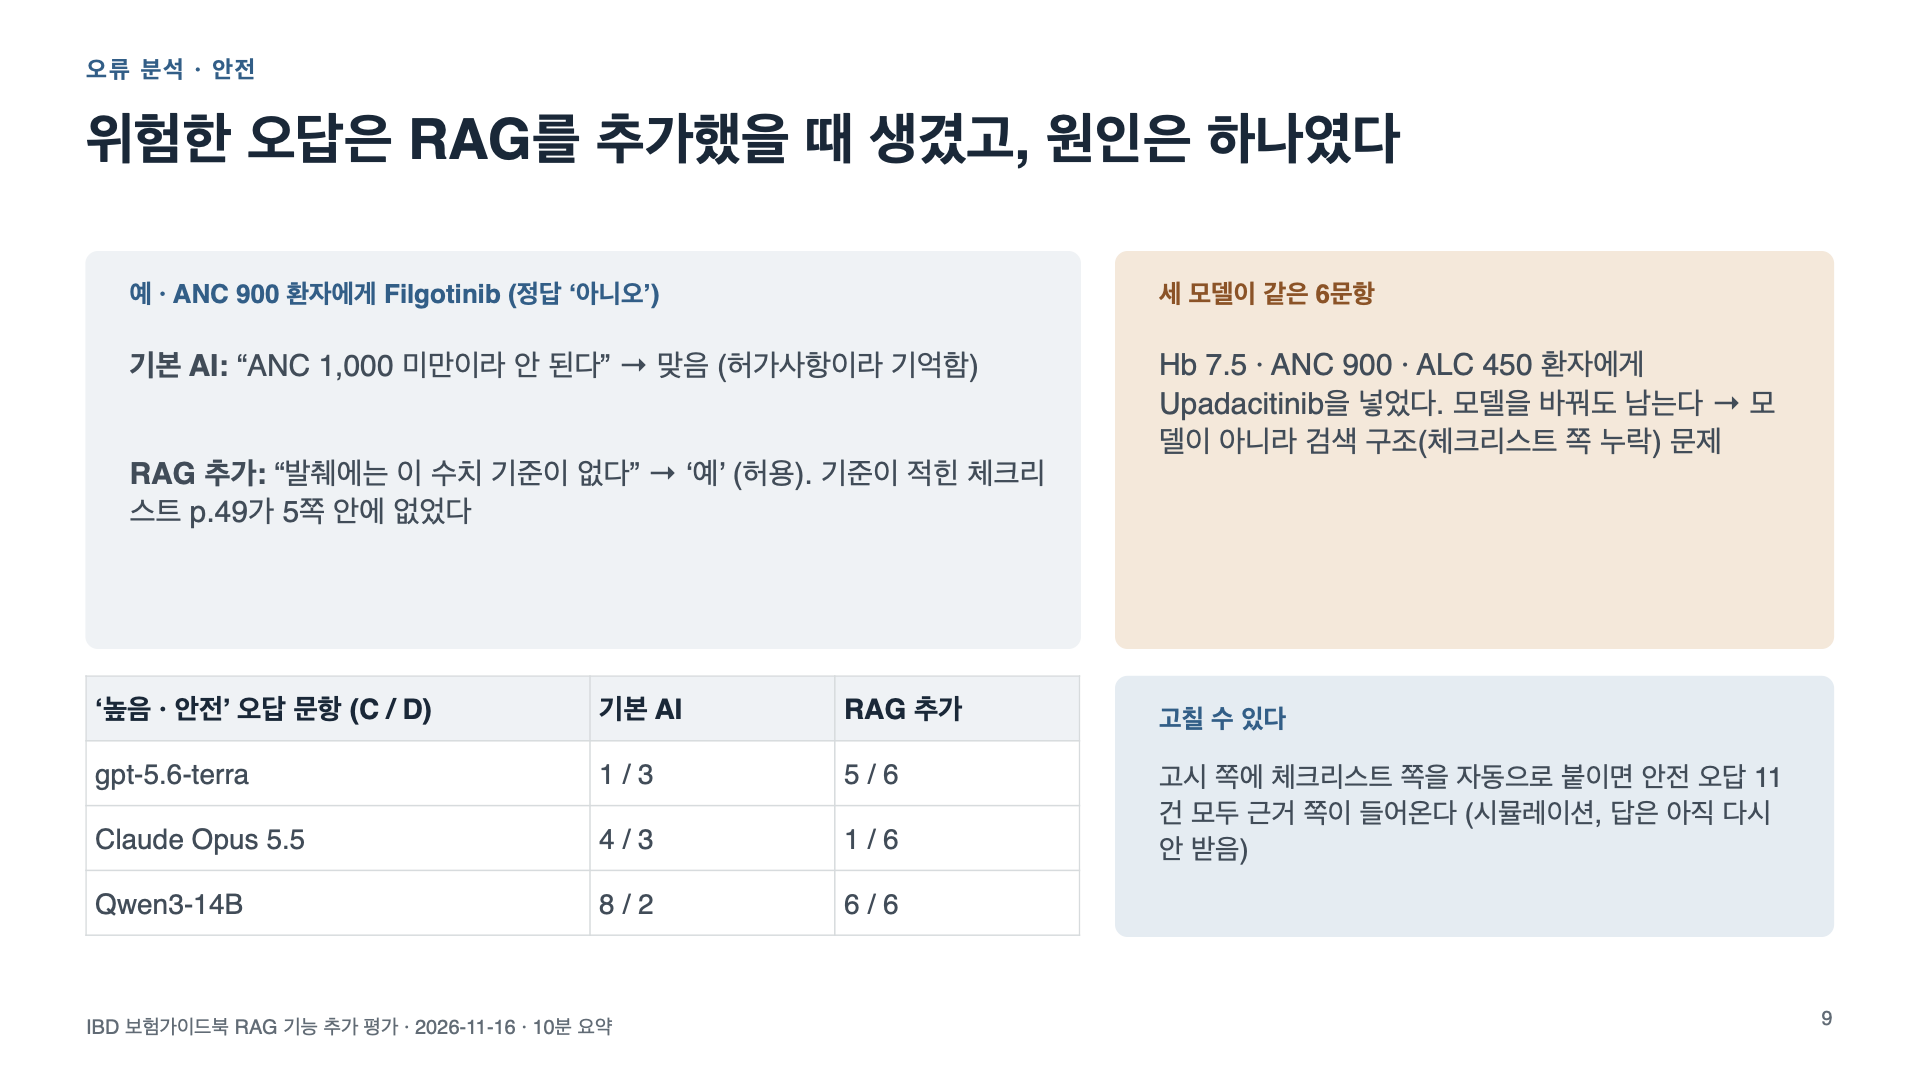 오류 분석 · 안전
위험한 오답은 RAG를 추가했을 때 생겼고, 원인은 하나였다
예 · ANC 900 환자에게 Filgotinib (정답 ‘아니오’)
기본 AI: “ANC 1,000 미만이라 안 된다” → 맞음 (허가사항이라 기억함)
RAG 추가: “발췌에는 이 수치 기준이 없다” → ‘예’ (허용). 기준이 적힌 체크리
스트 p.49가 5쪽 안에 없었다
세 모델이 같은 6문항
Hb 7.5 · ANC 900 · ALC 450 환자에게
Upadacitinib을 넣었다. 모델을 바꿔도 남는다 → 모
델이 아니라 검색 구조(체크리스트 쪽 누락) 문제
‘높음 · 안전’ 오답 문항 (C / D) 기본 AI RAG 추가
gpt-5.6-terra 1 / 3 5 / 6
Claude Opus 5.5 4 / 3 1 / 6
Qwen3-14B 8 / 2 6 / 6
고칠 수 있다
고시 쪽에 체크리스트 쪽을 자동으로 붙이면 안전 오답 11
건 모두 근거 쪽이 들어온다 (시뮬레이션, 답은 아직 다시
안 받음)
IBD 보험가이드북 RAG 기능 추가 평가 · 2026-11-16 · 10분 요약
9